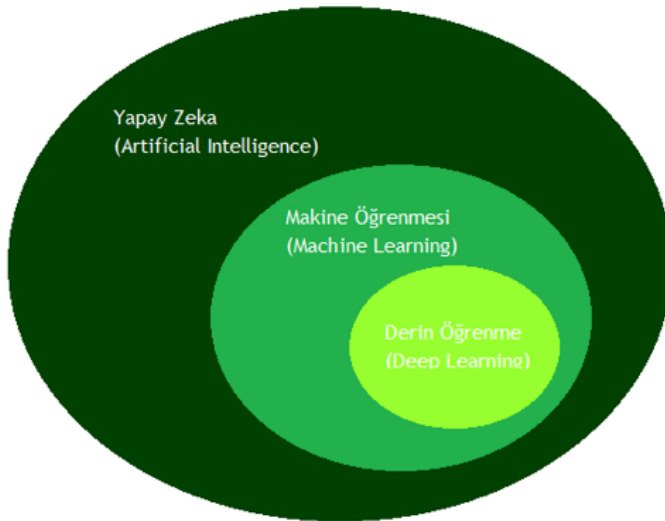 Yapay Zeka
(Artificial Intelligence)
Makine Öğrenmesi
(Machine Learning)
Derin Öğrenme
(Deep Learning)